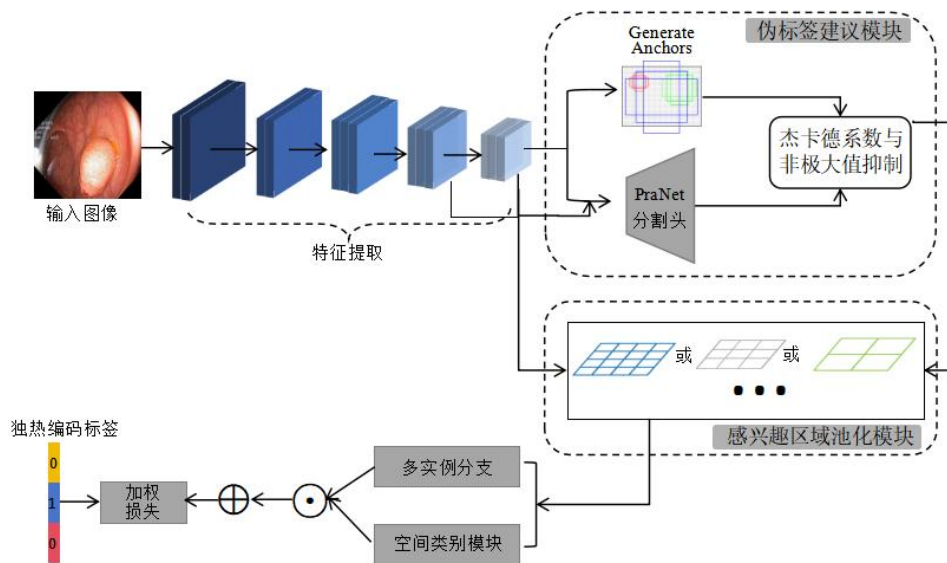 伪标签建议模块
Generate
Anchors
杰卡德系数与
非极大值抑制
PraNet
分割头
输入图像
特征提取
或
或
感兴趣区域池化模块
独热编码标签
0
1
0
加权
损失
多实例分支
空间类别模块